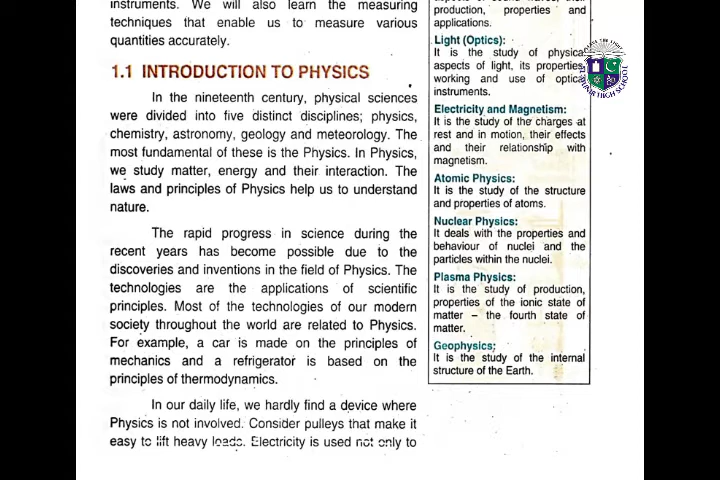 instruments. We will also learn the measuring
techniques that enable us to measure various
quantities accurately.
1.1 INTRODUCTION TO PHYSICS
In the nineteenth century, physical sciences
were divided into five distinct disciplines; physics,
chemistry, astronomy, geology and meteorology. The
most fundamental of these is the Physics. In Physics,
we study matter, energy and their interaction. The
laws and principles of Physics help us to understand
nature.
The rapid progress in science during the
recent years has become possible due to the
discoveries and inventions in the field of Physics. The
technologies are the applications of scientific
principles. Most of the technologies of our modern
society throughout the world are related to Physics.
For example, a car is made on the principles of
mechanics and a refrigerator is based on the
principles of thermodynamics.
In our daily life, we hardly find a device where
Physics is not involved. Consider pulleys that make it
easy to lift heavy loads. Electricity is used not only to
production, properties and
applications.
Light (Optics):
It is the study of physical
aspects of light, its properties,
working and use of optical
instruments.
Electricity and Magnetism:
It is the study of the charges at
rest and in motion, their effects
and their relationship with
magnetism.
Atomic Physics:
It is the study of the structure
and properties of atoms.
Nuclear Physics:
It deals with the properties and
behaviour of nuclei and the
particles within the nuclei.
Plasma Physics:
It is the study of production,
properties of the ionic state of
matter – the fourth state of
matter.
Geophysics:
It is the study of the internal
structure of the Earth.
HIGH SCHOOL